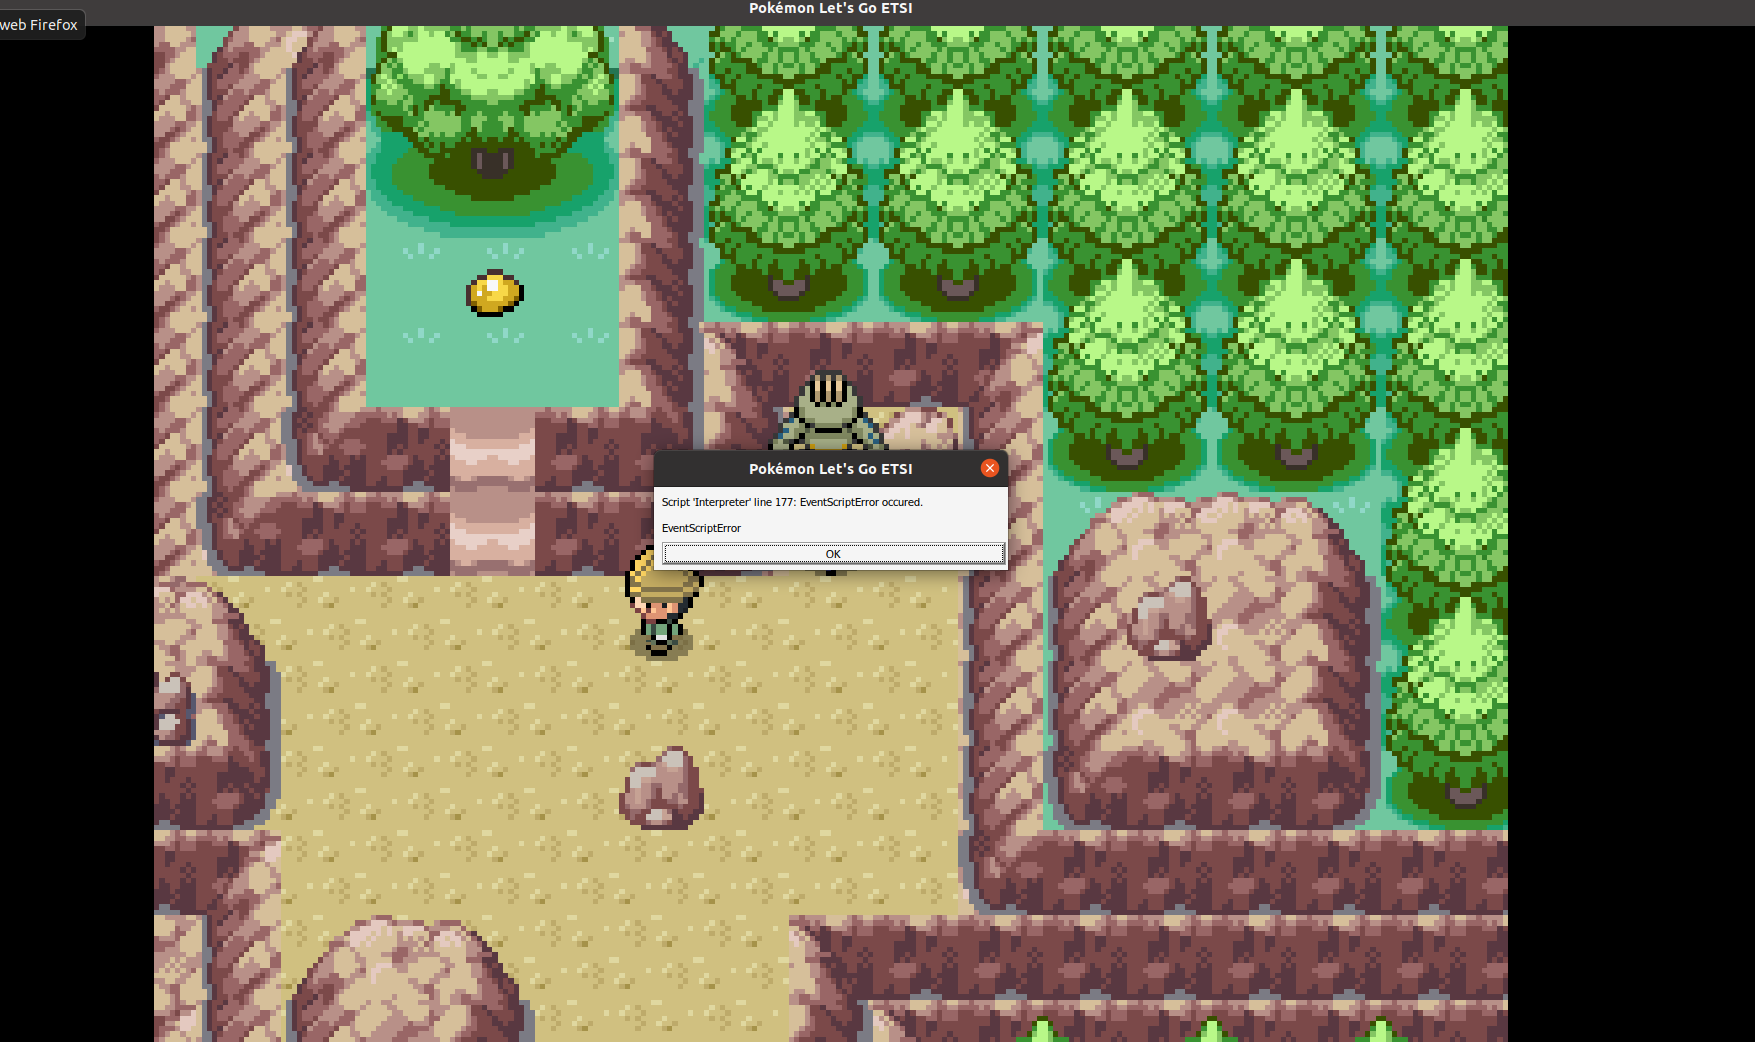 Pokémon Let's Go ETSI
web Firefox
Pokémon Let's Go ETSI
Script 'Interpreter' line 177: EventScriptError occured.
EventScriptError
OK